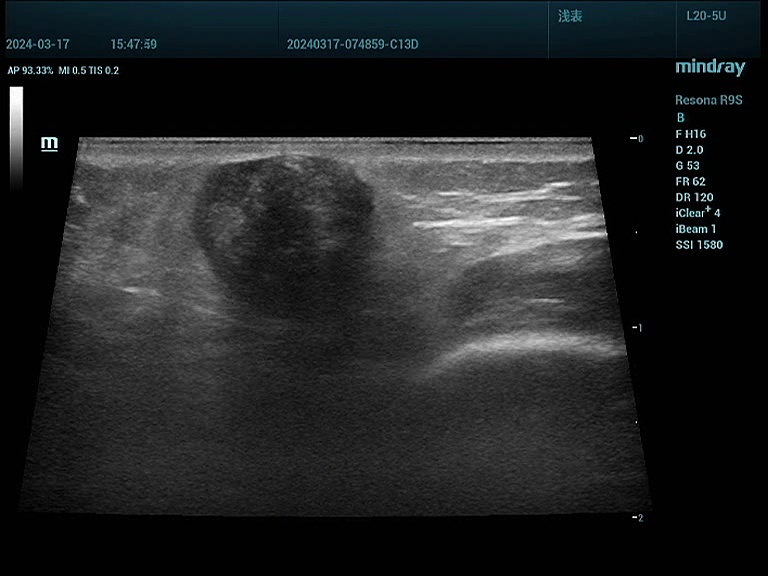 浅表
L20-5U
2024-03-17 15:47:59 20240317-074859-C13D
AP 93.33% MI 0.5 TIS 0.2
mindray
m
Resona R9S
B
F H16
D 2.0
G 53
FR 62
DR 120
iClear+ 4
iBeam 1
SSI 1580
0
1
2